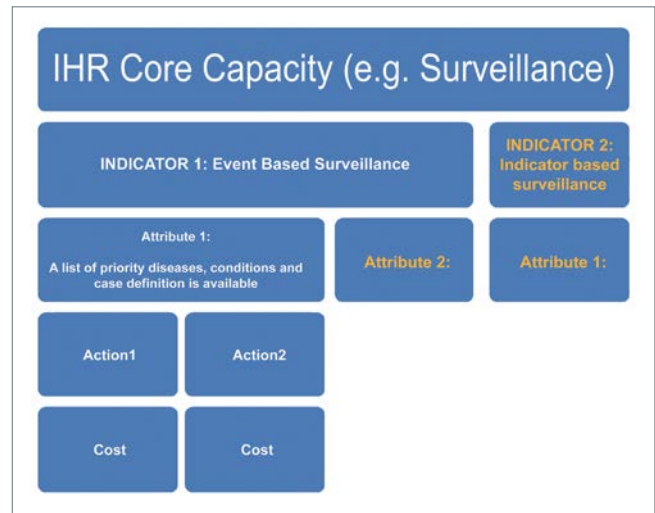 IHR Core Capacity (e.g. Surveillance)
INDICATOR 1: Event Based Surveillance
INDICATOR 2:
Indicator based
surveillance
Attribute 1:
A list of priority diseases, conditions and
case definition is available
Attribute 2:
Attribute 1:
Action1
Action2
Cost
Cost